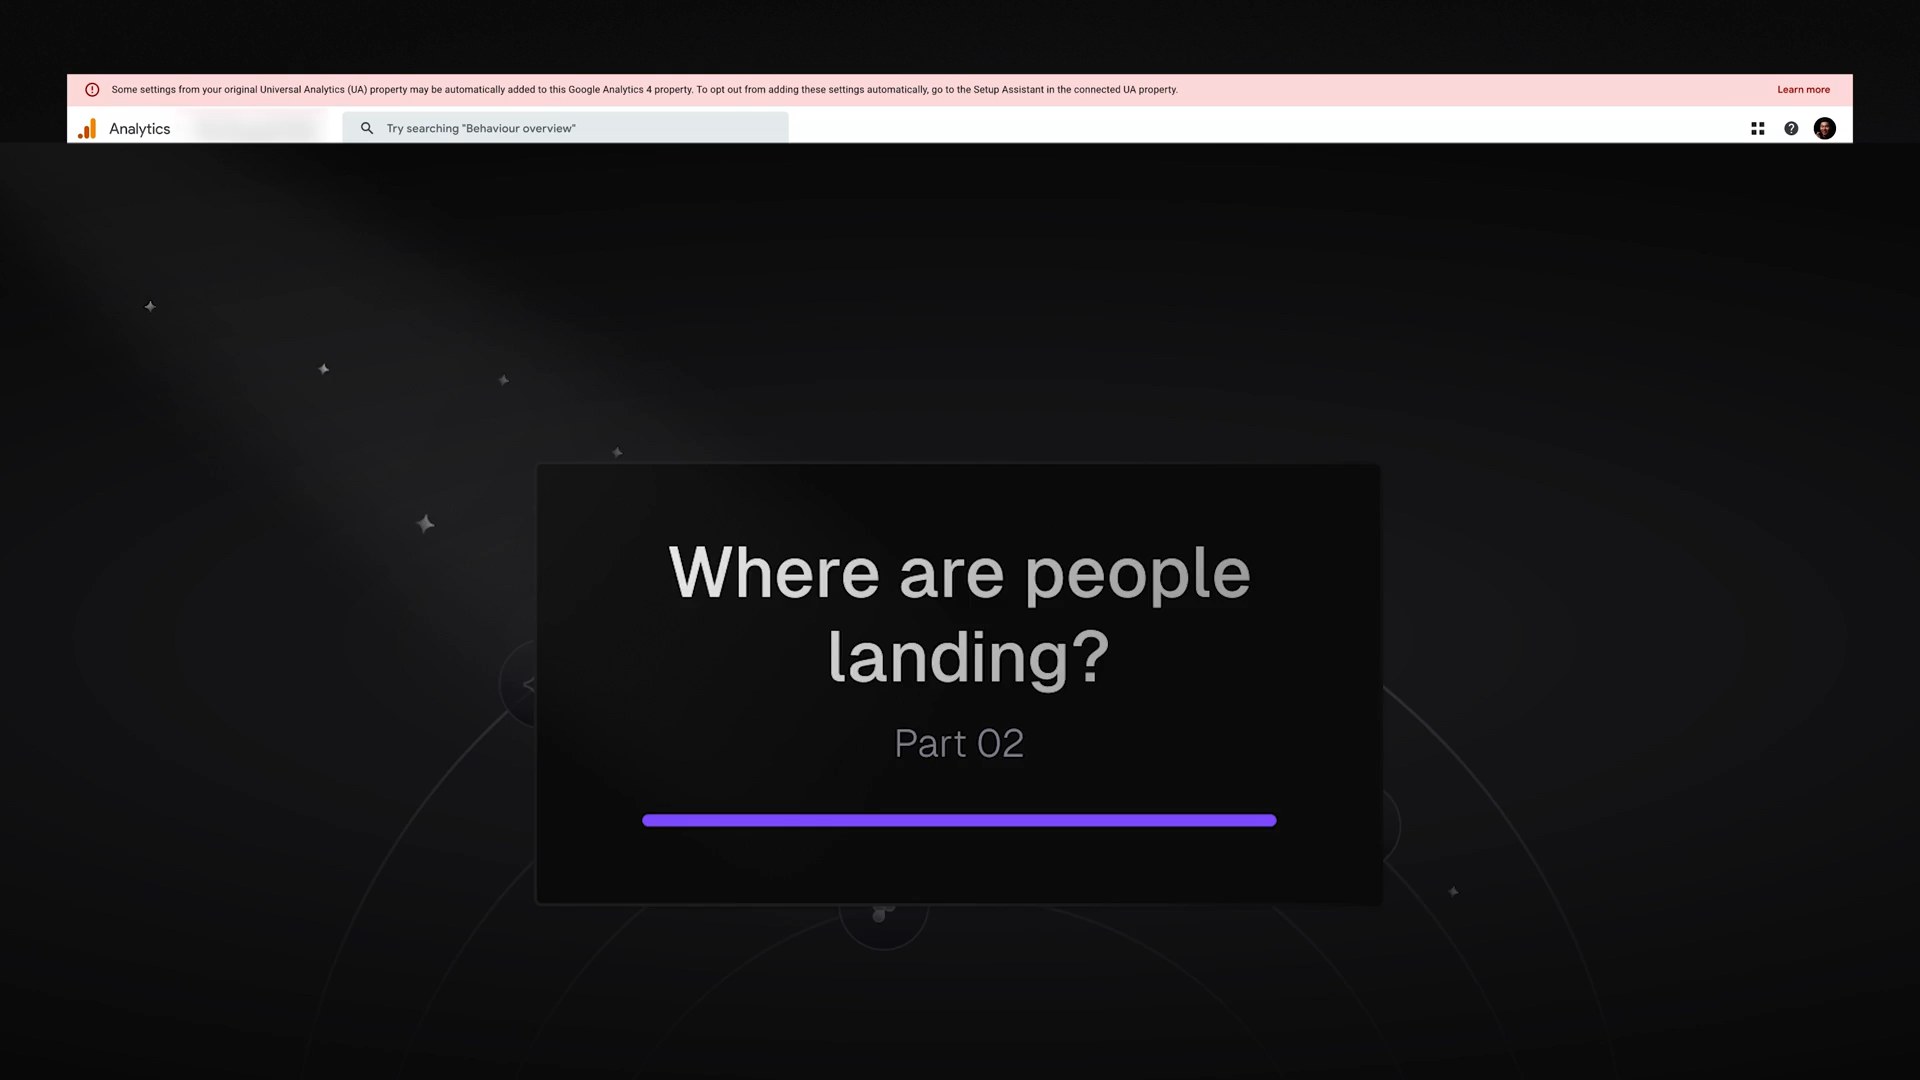 Some settings from your original Universal Analytics (UA) property may be automatically added to this Google Analytics 4 property. To opt out from adding these settings automatically, go to the Setup Assistant in the connected UA property.
Learn more
Analytics
Try searching "Behaviour overview"
Where are people
landing?
Part 02